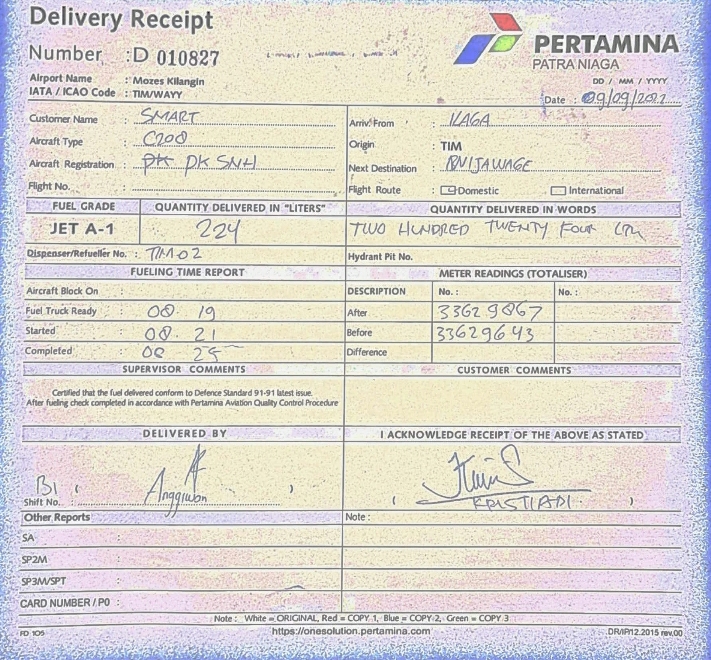 Delivery Receipt
Number : D 010827
PERTAMINA
PATRA NIAGA
Airport Name : Mozes Kilangin
IATA / ICAO Code : TIM/WAYY
DD / MM / YYYY
Date : 09/09/2022
Customer Name : SMART
Arriv. From : ILAGA
Aircraft Type : C208
Origin : TIM
Aircraft Registration : PK PK SNH
Next Destination : 
Flight No. :
Flight Route : Domestic International
FUEL GRADE QUANTITY DELIVERED IN "LITERS" QUANTITY DELIVERED IN WORDS
JET A-1 224 TWO HUNDRED TWENTY FOUR LTR
Dispenser/Refueller No. : TIM 02 Hydrant Pit No.
FUELING TIME REPORT METER READINGS (TOTALISER)
Aircraft Block On : DESCRIPTION No. : No. :
Fuel Truck Ready : 08. 19 After 33629867
Started : 08. 21 Before 33629643
Completed : 08 25 Difference
SUPERVISOR COMMENTS CUSTOMER COMMENTS
Certified that the fuel delivered conform to Defence Standard 91-91 latest issue.
After fueling check completed in accordance with Pertamina Aviation Quality Control Procedure
DELIVERED BY I ACKNOWLEDGE RECEIPT OF THE ABOVE AS STATED
B1 ( Anggiwan )
Shift No. ( KRISTIADI )
Other Reports Note :
SA :
SP2M :
SP3M/SPT :
CARD NUMBER / PO :
Note : White = ORIGINAL, Red = COPY 1, Blue = COPY 2, Green = COPY 3
FD 105 https://onesolution.pertamina.com DR/IP/12.2015 rev.00